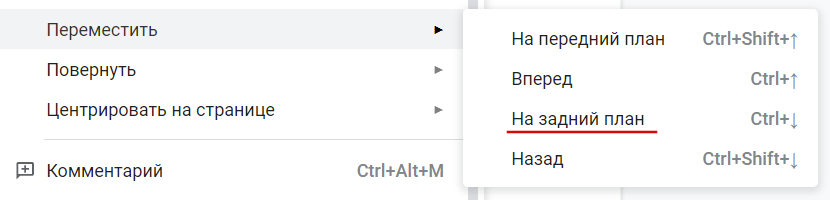 Переместить ►
Повернуть ►
Центрировать на странице ►
Комментарий Ctrl+Alt+M
На передний план Ctrl+Shift+↑
Вперед Ctrl+↑
На задний план Ctrl+↓
Назад Ctrl+Shift+↓